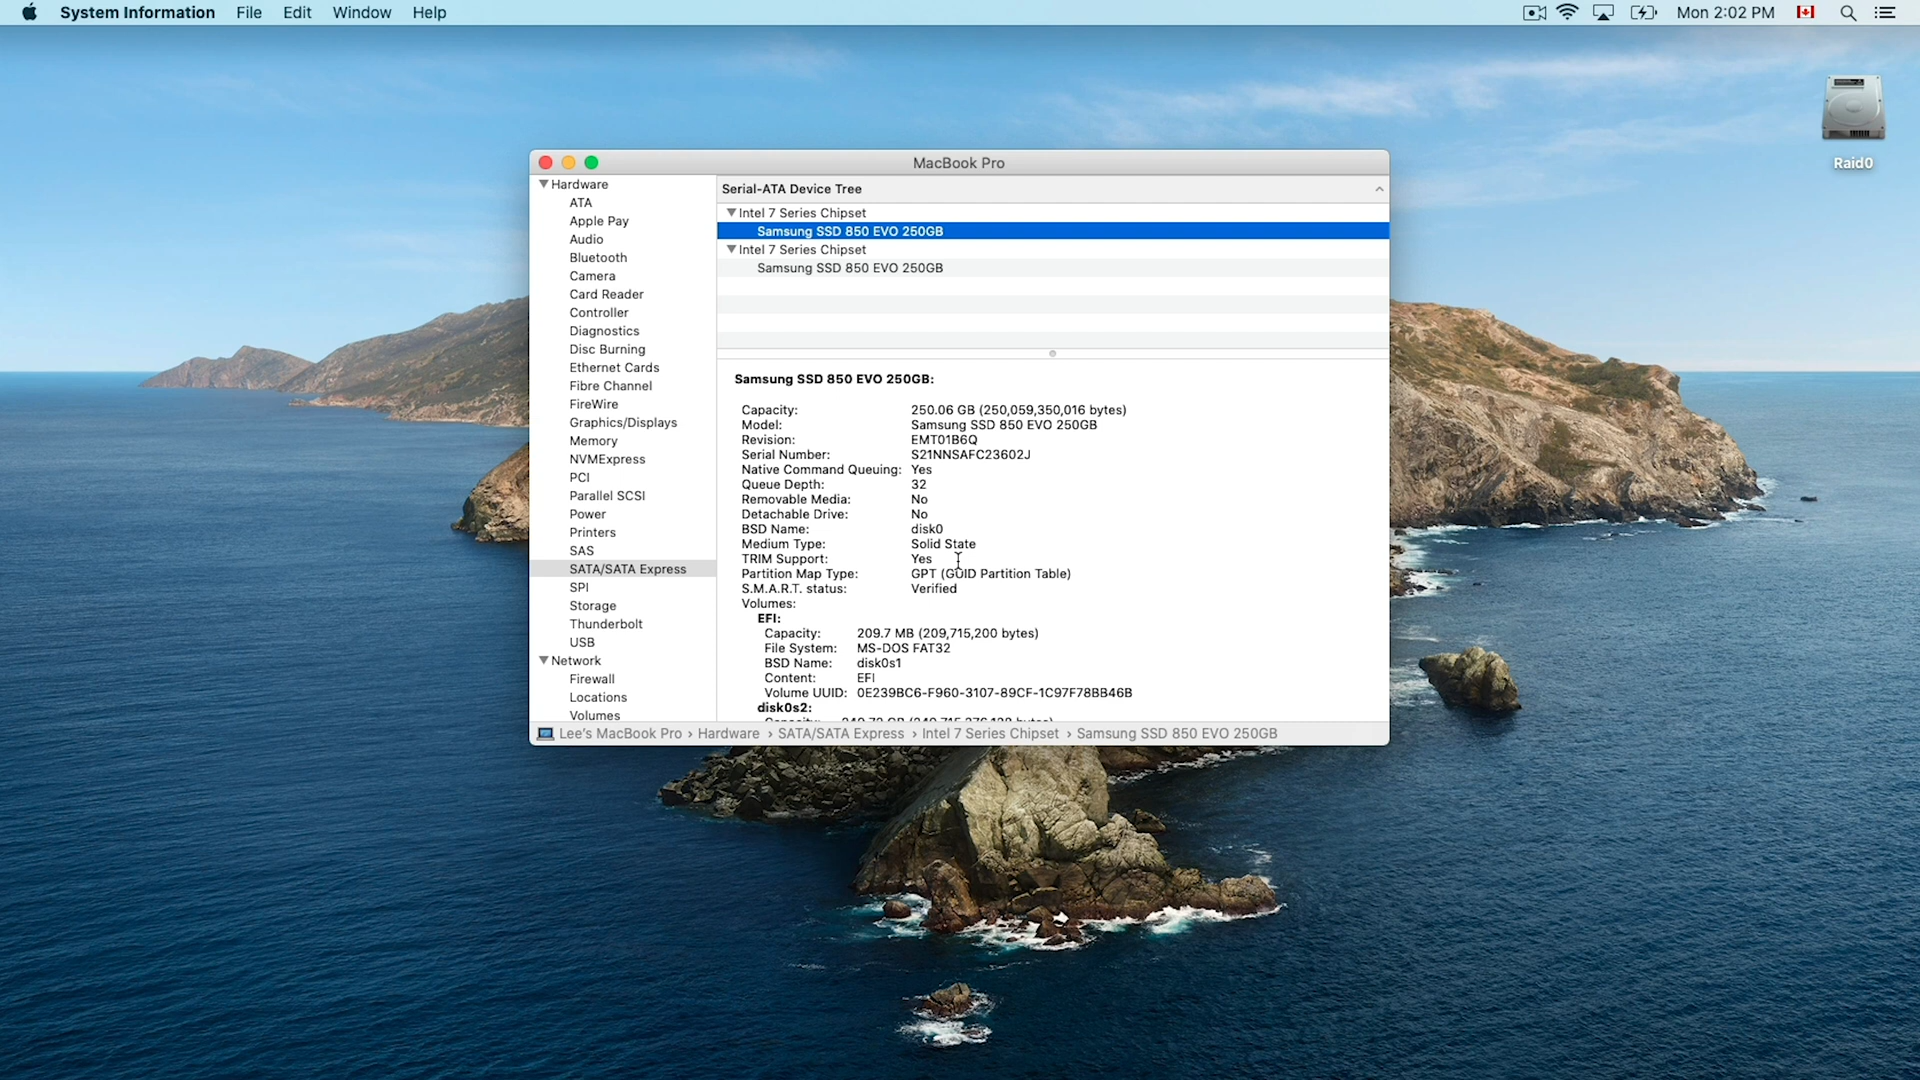 System Information File Edit Window Help
Mon 2:02 PM
Raid0
MacBook Pro
Hardware
ATA
Apple Pay
Audio
Bluetooth
Camera
Card Reader
Controller
Diagnostics
Disc Burning
Ethernet Cards
Fibre Channel
FireWire
Graphics/Displays
Memory
NVMExpress
PCI
Parallel SCSI
Power
Printers
SAS
SATA/SATA Express
SPI
Storage
Thunderbolt
USB
Network
Firewall
Locations
Volumes
Serial-ATA Device Tree
Intel 7 Series Chipset
Samsung SSD 850 EVO 250GB
Intel 7 Series Chipset
Samsung SSD 850 EVO 250GB
Samsung SSD 850 EVO 250GB:
Capacity: 250.06 GB (250,059,350,016 bytes)
Model: Samsung SSD 850 EVO 250GB
Revision: EMT01B6Q
Serial Number: S21NNSAFC23602J
Native Command Queuing: Yes
Queue Depth: 32
Removable Media: No
Detachable Drive: No
BSD Name: disk0
Medium Type: Solid State
TRIM Support: Yes
Partition Map Type: GPT (GUID Partition Table)
S.M.A.R.T. status: Verified
Volumes:
EFI:
Capacity: 209.7 MB (209,715,200 bytes)
File System: MS-DOS FAT32
BSD Name: disk0s1
Content: EFI
Volume UUID: 0E239BC6-F960-3107-89CF-1C97F78BB46B
disk0s2:
Lee's MacBook Pro › Hardware › SATA/SATA Express › Intel 7 Series Chipset › Samsung SSD 850 EVO 250GB